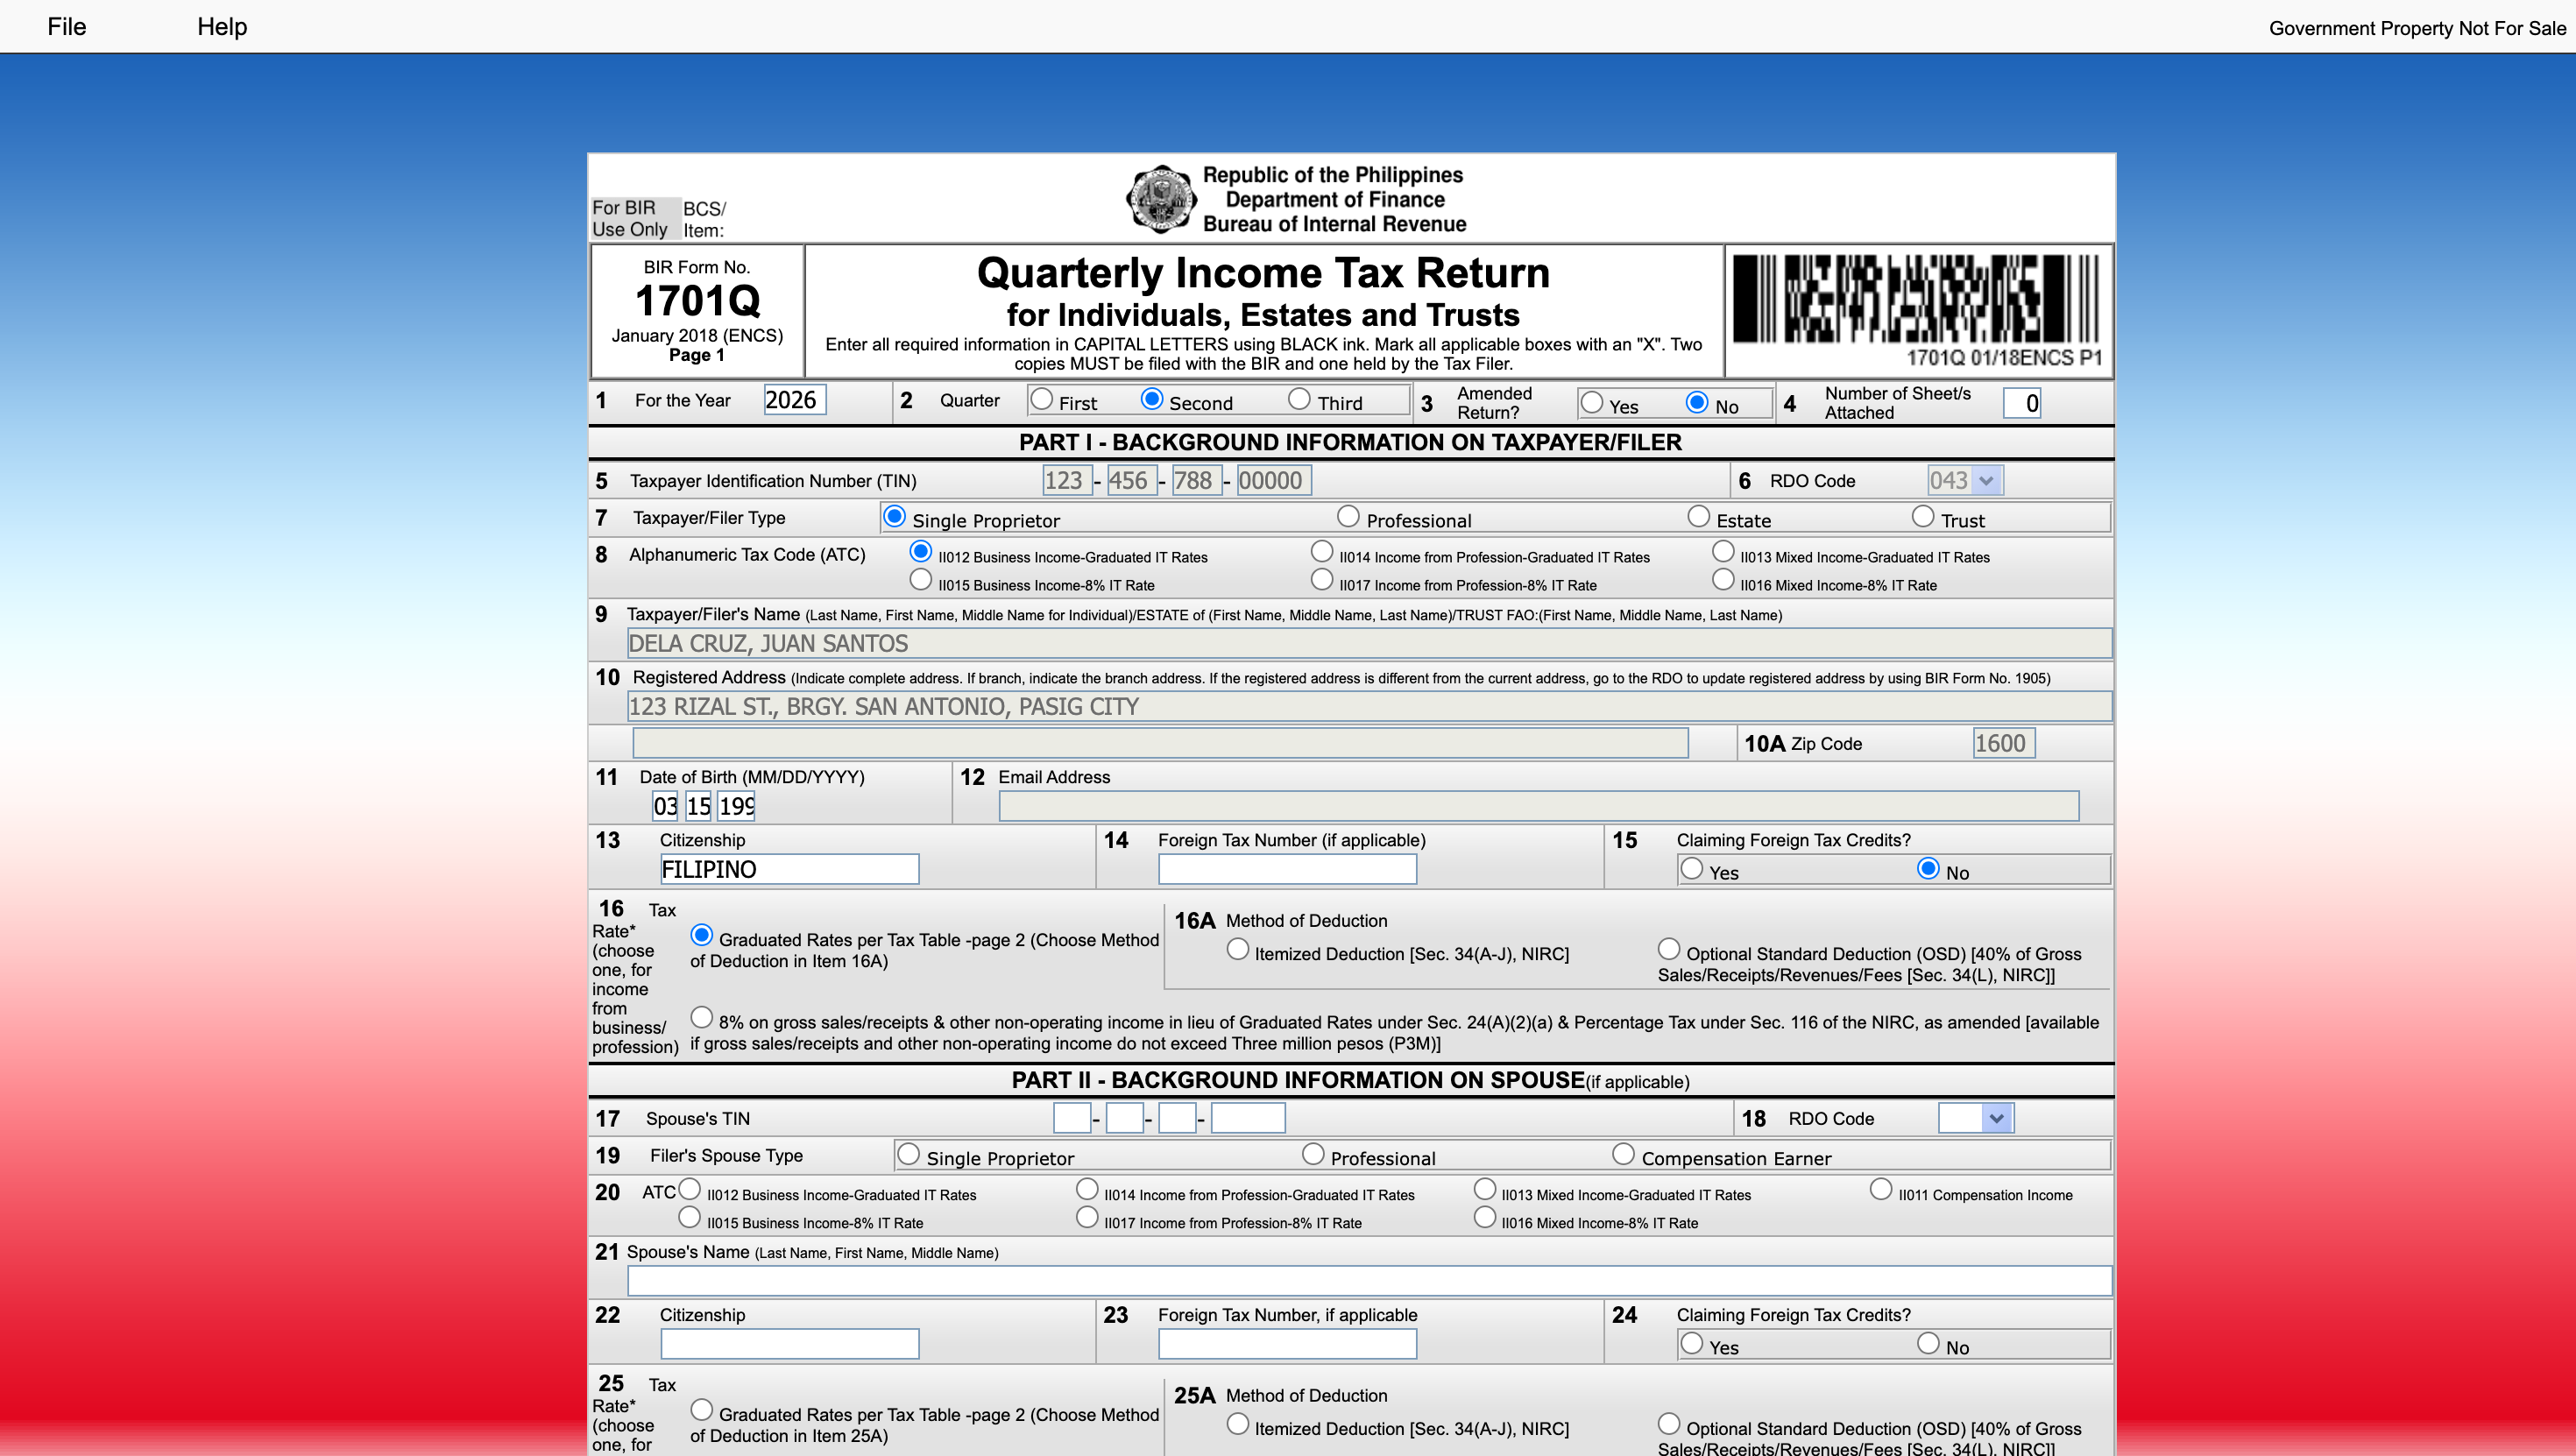 File Help Government Property Not For Sale
Republic of the Philippines
Department of Finance
Bureau of Internal Revenue
For BIR Use Only BCS/ Item:
BIR Form No.
1701Q
January 2018 (ENCS)
Page 1
Quarterly Income Tax Return
for Individuals, Estates and Trusts
Enter all required information in CAPITAL LETTERS using BLACK ink. Mark all applicable boxes with an "X". Two
copies MUST be filed with the BIR and one held by the Tax Filer.
1701Q 01/18ENCS P1
1 For the Year 2026 2 Quarter First Second Third 3 Amended Return? Yes No 4 Number of Sheet/s Attached 0
PART I - BACKGROUND INFORMATION ON TAXPAYER/FILER
5 Taxpayer Identification Number (TIN) 123 - 456 - 788 - 00000 6 RDO Code 043
7 Taxpayer/Filer Type Single Proprietor Professional Estate Trust
8 Alphanumeric Tax Code (ATC) II012 Business Income-Graduated IT Rates II014 Income from Profession-Graduated IT Rates II013 Mixed Income-Graduated IT Rates
II015 Business Income-8% IT Rate II017 Income from Profession-8% IT Rate II016 Mixed Income-8% IT Rate
9 Taxpayer/Filer's Name (Last Name, First Name, Middle Name for Individual)/ESTATE of (First Name, Middle Name, Last Name)/TRUST FAO:(First Name, Middle Name, Last Name)
DELA CRUZ, JUAN SANTOS
10 Registered Address (Indicate complete address. If branch, indicate the branch address. If the registered address is different from the current address, go to the RDO to update registered address by using BIR Form No. 1905)
123 RIZAL ST., BRGY. SAN ANTONIO, PASIG CITY
10A Zip Code 1600
11 Date of Birth (MM/DD/YYYY) 12 Email Address
03 15 199
13 Citizenship 14 Foreign Tax Number (if applicable) 15 Claiming Foreign Tax Credits?
FILIPINO Yes No
16 Tax Rate* (choose one, for income from business/ profession)
Graduated Rates per Tax Table -page 2 (Choose Method
of Deduction in Item 16A)
16A Method of Deduction
Itemized Deduction [Sec. 34(A-J), NIRC]
Optional Standard Deduction (OSD) [40% of Gross
Sales/Receipts/Revenues/Fees [Sec. 34(L), NIRC]]
8% on gross sales/receipts & other non-operating income in lieu of Graduated Rates under Sec. 24(A)(2)(a) & Percentage Tax under Sec. 116 of the NIRC, as amended [available
if gross sales/receipts and other non-operating income do not exceed Three million pesos (P3M)]
PART II - BACKGROUND INFORMATION ON SPOUSE(if applicable)
17 Spouse's TIN - - - 18 RDO Code
19 Filer's Spouse Type Single Proprietor Professional Compensation Earner
20 ATC II012 Business Income-Graduated IT Rates II014 Income from Profession-Graduated IT Rates II013 Mixed Income-Graduated IT Rates II011 Compensation Income
II015 Business Income-8% IT Rate II017 Income from Profession-8% IT Rate II016 Mixed Income-8% IT Rate
21 Spouse's Name (Last Name, First Name, Middle Name)
22 Citizenship 23 Foreign Tax Number, if applicable 24 Claiming Foreign Tax Credits?
Yes No
25 Tax Rate* (choose one, for
Graduated Rates per Tax Table -page 2 (Choose Method
of Deduction in Item 25A)
25A Method of Deduction
Itemized Deduction [Sec. 34(A-J), NIRC]
Optional Standard Deduction (OSD) [40% of Gross
Sales/Receipts/Revenues/Fees [Sec. 34(L), NIRC]]